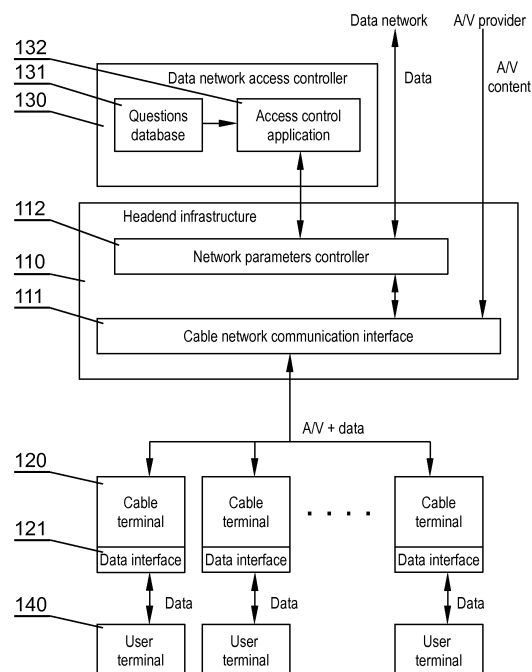 Data network
A/V provider
132
131
130
Data network access controller
Data
A/V
content
Questions
database
Access control
application
112
110
111
Headend infrastructure
Network parameters controller
Cable network communication interface
A/V + data
120
121
140
Cable
terminal
Cable
terminal
. . . .
Cable
terminal
Data interface
Data interface
Data interface
Data
Data
Data
User
terminal
User
terminal
User
terminal